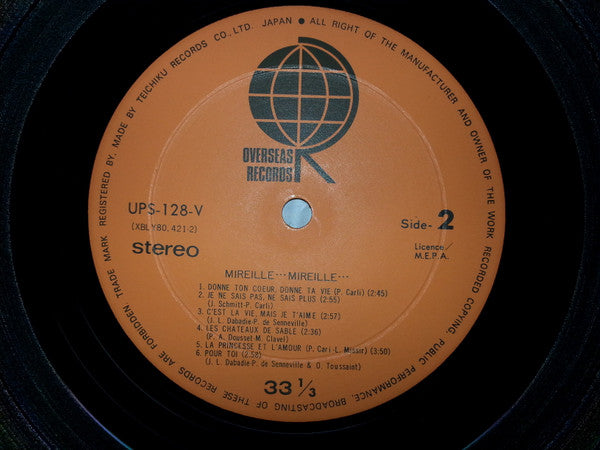 TRADE MARK REGISTERED BY. MADE BY TEICHIKU RECORDS CO. LTD. JAPAN ● ALL RIGHT OF THE MANUFACTURER AND OWNER OF THE WORK RECORDED COPYING. PUBLIC PERFORMANCE. BROADCASTING OF THESE RECORDS ARE FORBIDDEN
OVERSEAS
RECORDS
UPS-128-V
(XBLY80, 421-2)
stereo
Side- 2
Licence/
M.E.P.A.
MIREILLE… MIREILLE…
1. DONNE TON COEUR, DONNE TA VIE (P. Carli) (2:45)
2. JE NE SAIS PAS, NE SAIS PLUS (2:55)
(J. Schmitt-P. Carli)
3. C'EST LA VIE, MAIS JE T'AIME (2:57)
(J. L. Dabadie-P. de Senneville)
4. LES CHATEAUX DE SABLE (2:36)
(P. A. Dousset-M. Clavel)
5. LA PRINCESSE ET L'AMOUR (P. Carli-L. Missir) (3:50)
6. POUR TOI (2:58)
(J. L. Dabadie-P. de Senneville & O. Toussaint)
33 1/3